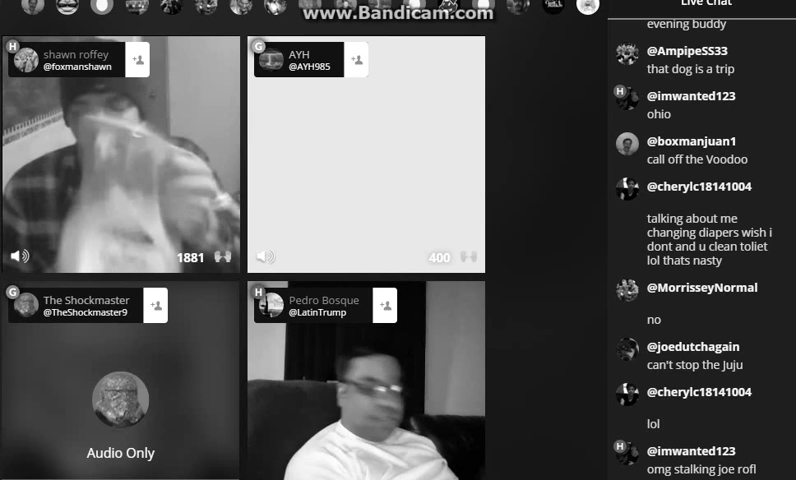 www.Bandicam.com
H
shawn roffey
@foxmanshawn
1881
G
AYH
@AYH985
400
G
The Shockmaster
@TheShockmaster9
Audio Only
H
Pedro Bosque
@LatinTrump
Live Chat
evening buddy
@AmpipeSS33
that dog is a trip
H
@imwanted123
ohio
@boxmanjuan1
call off the Voodoo
@cherylc18141004
talking about me
changing diapers wish i
dont and u clean toliet
lol thats nasty
@MorrisseyNormal
no
@joedutchagain
can't stop the Juju
@cherylc18141004
lol
H
@imwanted123
omg stalking joe rofl